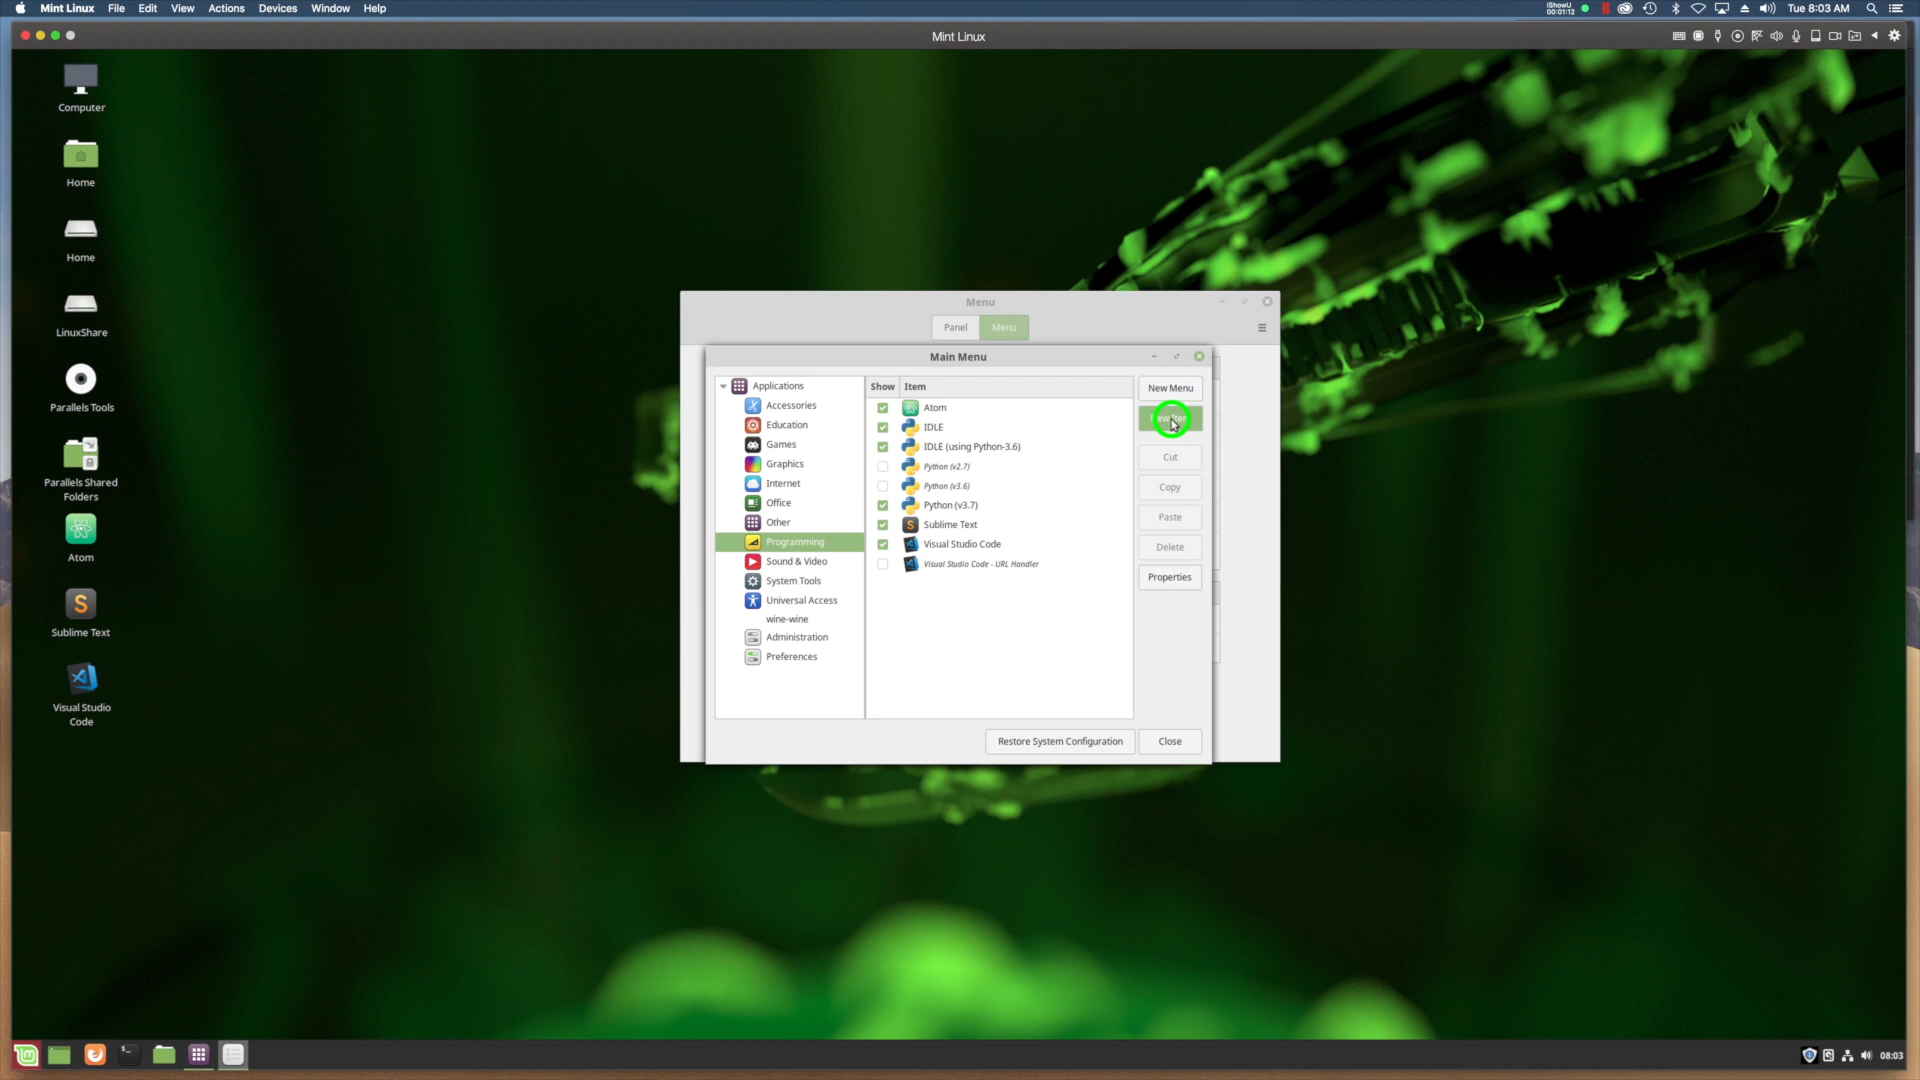 Mint Linux File Edit View Actions Devices Window Help
iShowU
00:01:12
Tue 8:03 AM
Mint Linux
Computer
Home
Home
LinuxShare
Parallels Tools
Parallels Shared
Folders
Atom
Sublime Text
Visual Studio
Code
Menu
Panel Menu
Main Menu
Applications
Accessories
Education
Games
Graphics
Internet
Office
Other
Programming
Sound & Video
System Tools
Universal Access
wine-wine
Administration
Preferences
Show Item
Atom
IDLE
IDLE (using Python-3.6)
Python (v2.7)
Python (v3.6)
Python (v3.7)
Sublime Text
Visual Studio Code
Visual Studio Code - URL Handler
New Menu
Cut
Copy
Paste
Delete
Properties
Restore System Configuration Close
08:03